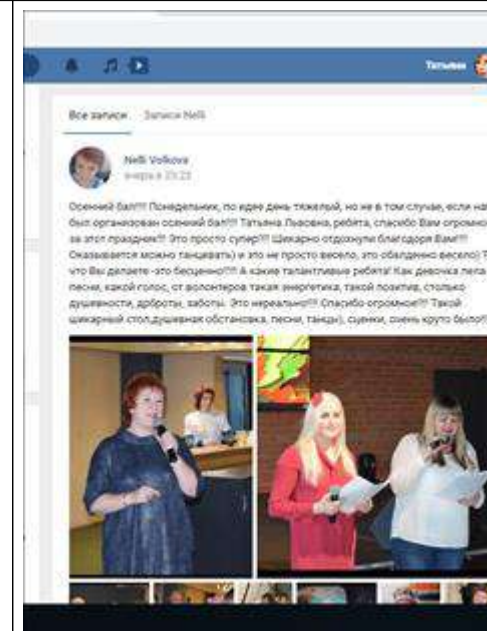 Татьяна
Все записи Записи Nelli
Nelli Volkova
вчера в 23:23
Осенний бал!!!! Понедельник, по идее день тяжелый, но не в том случае, если
был организован осенний бал!!!! Татьяна Львовна, ребята, спасибо Вам
за этот праздник!!! Это просто супер!!!! Шикарно отдохнули благодоря Вам!!!!
Оказывается можно танцевать) и это не просто весело, это обалденно весело)
что Вы делаете -это бесценно!!!! А какие талантливые ребята! Как девочка пела
песни, какой голос, от волонтеров такая энергетика, такой позитив, столько
душевности, доброты, заботы. Это нереально!!!! Спасибо огромное!!! Такой
шикарный стол,душевная обстановка, песни, танцы), сценки, очень круто было!!!